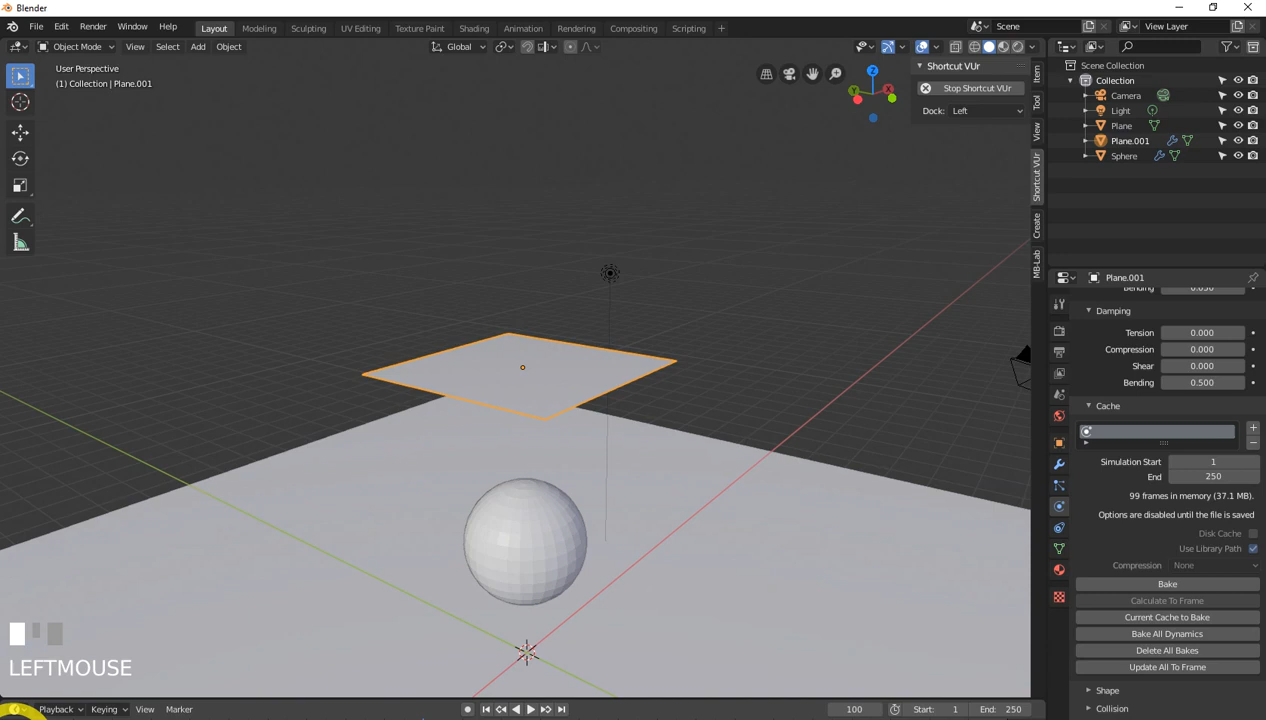 Blender
File Edit Render Window Help
Layout Modeling Sculpting UV Editing Texture Paint Shading Animation Rendering Compositing Scripting +
Scene
View Layer
Object Mode View Select Add Object
Global
User Perspective
(1) Collection | Plane.001
Shortcut VUr
Stop Shortcut VUr
Dock: Left
Item
Tool
View
Shortcut VUr
Create
MB-Lab
Scene Collection
Collection
Camera
Light
Plane
Plane.001
Sphere
Plane.001
Damping
Tension 0.000
Compression 0.000
Shear 0.000
Bending 0.500
Cache
Simulation Start 1
End 250
99 frames in memory (37.1 MB).
Options are disabled until the file is saved
Disk Cache
Use Library Path
Compression None
Bake
Calculate To Frame
Current Cache to Bake
Bake All Dynamics
Delete All Bakes
Update All To Frame
Shape
Collision
LEFTMOUSE
Playback Keying View Marker
100
Start: 1
End: 250